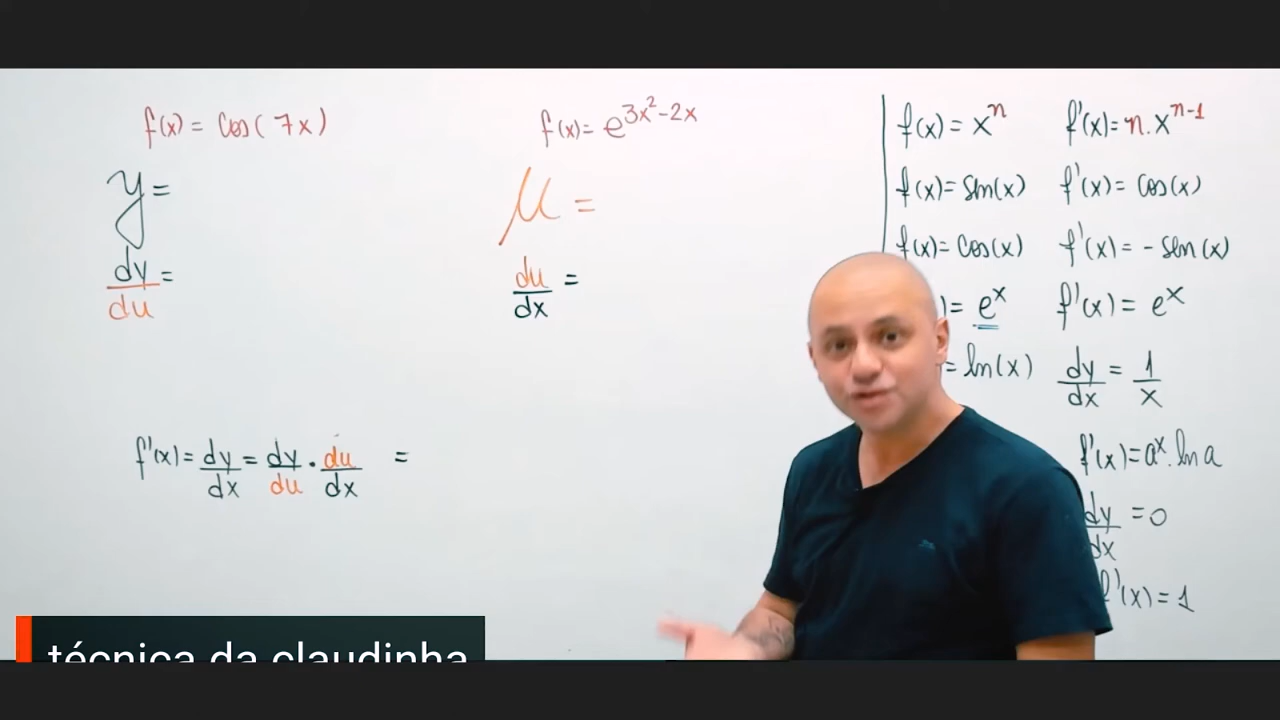 f(x) = cos(7x)
y =
dy/du =
f'(x) = dy/dx = dy/du · du/dx =
f(x) = e^{3x²-2x}
μ =
du/dx =
f(x) = x^n f'(x) = n.x^{n-1}
f(x) = sen(x) f'(x) = cos(x)
f(x) = cos(x) f'(x) = -sen(x)
) = e^x f'(x) = e^x
= ln(x) dy/dx = 1/x
f'(x) = a^x . ln a
dy/dx = 0
f'(x) = 1
técnica da claudinha